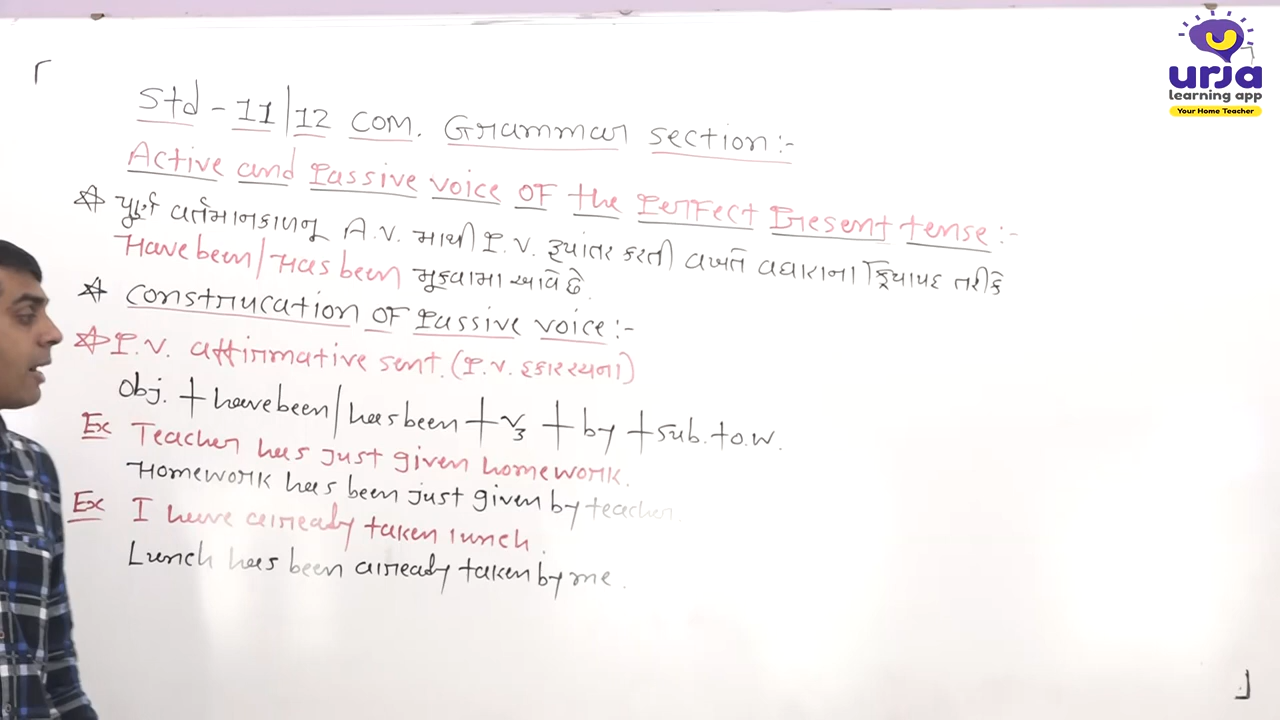 urja
learning app
Your Home Teacher
Std - 11/12 COM. Grammar section:-
Active and Passive voice OF the Perfect Present tense:-
☆ પૂર્ણ વર્તમાનકાળનુ A.V. માથી P.V. રૂપાંતર કરતી વખતે વધારાના ક્રિયાપદ તરીકે
Have been/Has been મૂકવામા આવે છે.
☆ Construcation OF Passive voice:-
☆ P.V. affirmative sent. (P.V. હકાર રચના)
Obj. + have been/has been + V3 + by + sub. + o.w.
Ex Teacher has just given homework.
Homework has been just given by teacher.
Ex I have already taken lunch.
Lunch has been already taken by me.